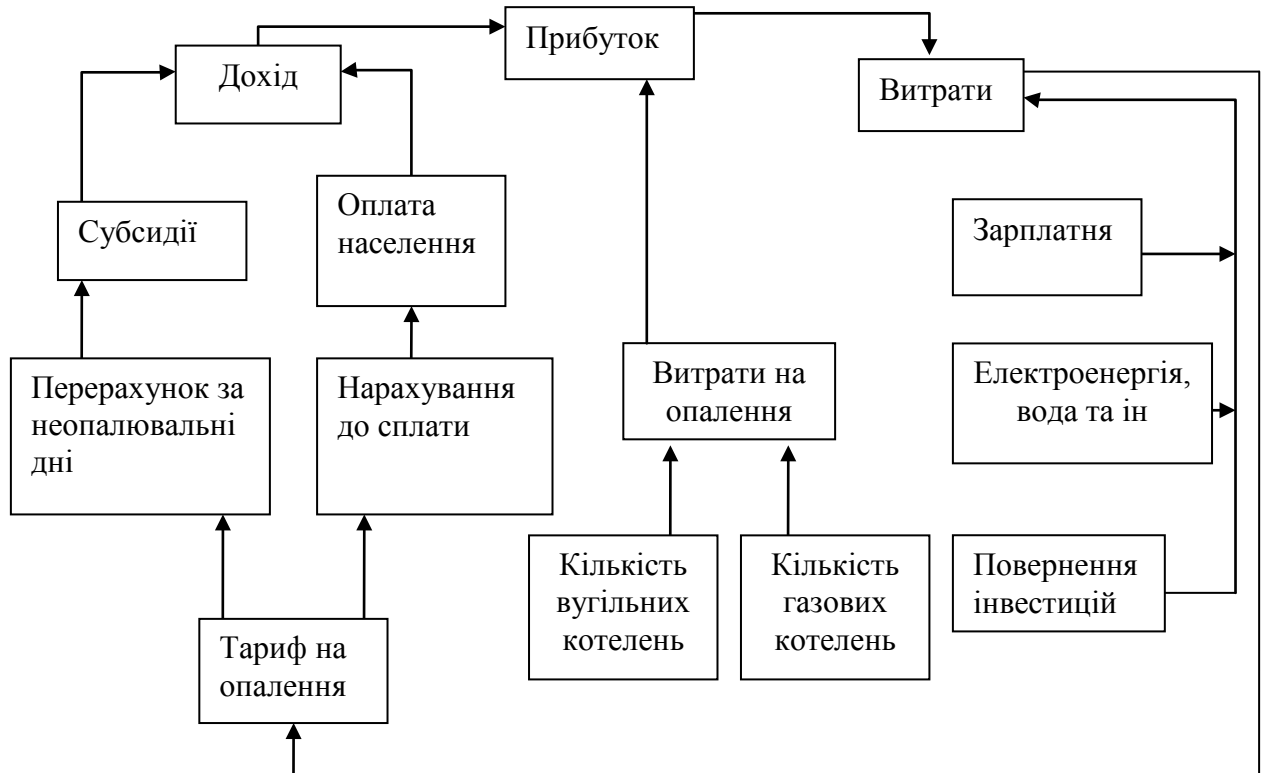 Прибуток
Дохід
Витрати
Субсидії
Оплата
населення
Зарплатня
Перерахунок за
неопалювальні
дні
Нарахування
до сплати
Витрати на
опалення
Електроенергія,
вода та ін
Кількість
вугільних
котелень
Кількість
газових
котелень
Повернення
інвестицій
Тариф на
опалення